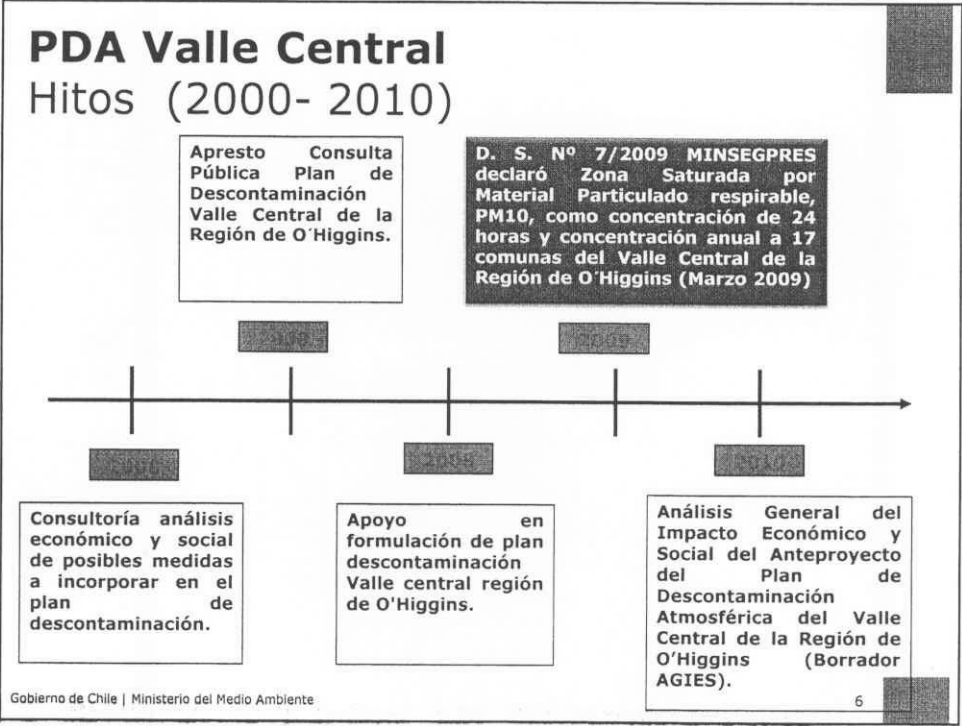 PDA Valle Central
Hitos (2000- 2010)
Apresto Consulta
Pública Plan de
Descontaminación
Valle Central de la
Región de O´Higgins.
D. S. Nº 7/2009 MINSEGPRES
declaró Zona Saturada por
Material Particulado respirable,
PM10, como concentración de 24
horas y concentración anual a 17
comunas del Valle Central de la
Región de O´Higgins (Marzo 2009)
2009
2010
Consultoría análisis
económico y social
de posibles medidas
a incorporar en el
plan de
descontaminación.
Apoyo en
formulación de plan
descontaminación
Valle central región
de O'Higgins.
Análisis General del
Impacto Económico y
Social del Anteproyecto
del Plan de
Descontaminación
Atmosférica del Valle
Central de la Región de
O’Higgins (Borrador
AGIES).
Gobierno de Chile | Ministerio del Medio Ambiente
6